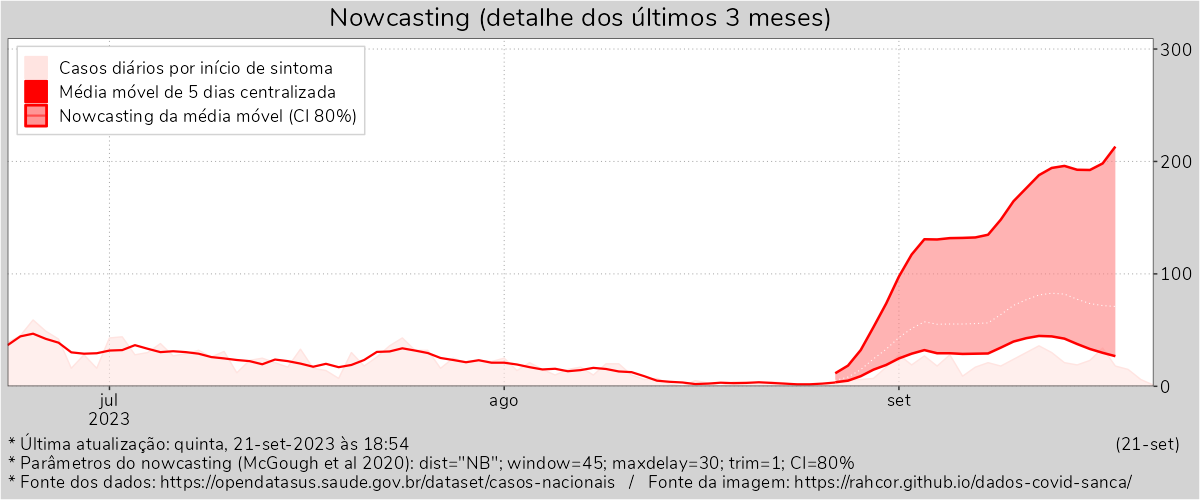 Nowcasting (detalhe dos últimos 3 meses)
Casos diários por início de sintoma
Média móvel de 5 dias centralizada
Nowcasting da média móvel (CI 80%)
300
200
100
0
jul
2023
ago
set
* Última atualização: quinta, 21-set-2023 às 18:54
(21-set)
* Parâmetros do nowcasting (McGough et al 2020): dist="NB"; window=45; maxdelay=30; trim=1; CI=80%
* Fonte dos dados: https://opendatasus.saude.gov.br/dataset/casos-nacionais / Fonte da imagem: https://rahcor.github.io/dados-covid-sanca/